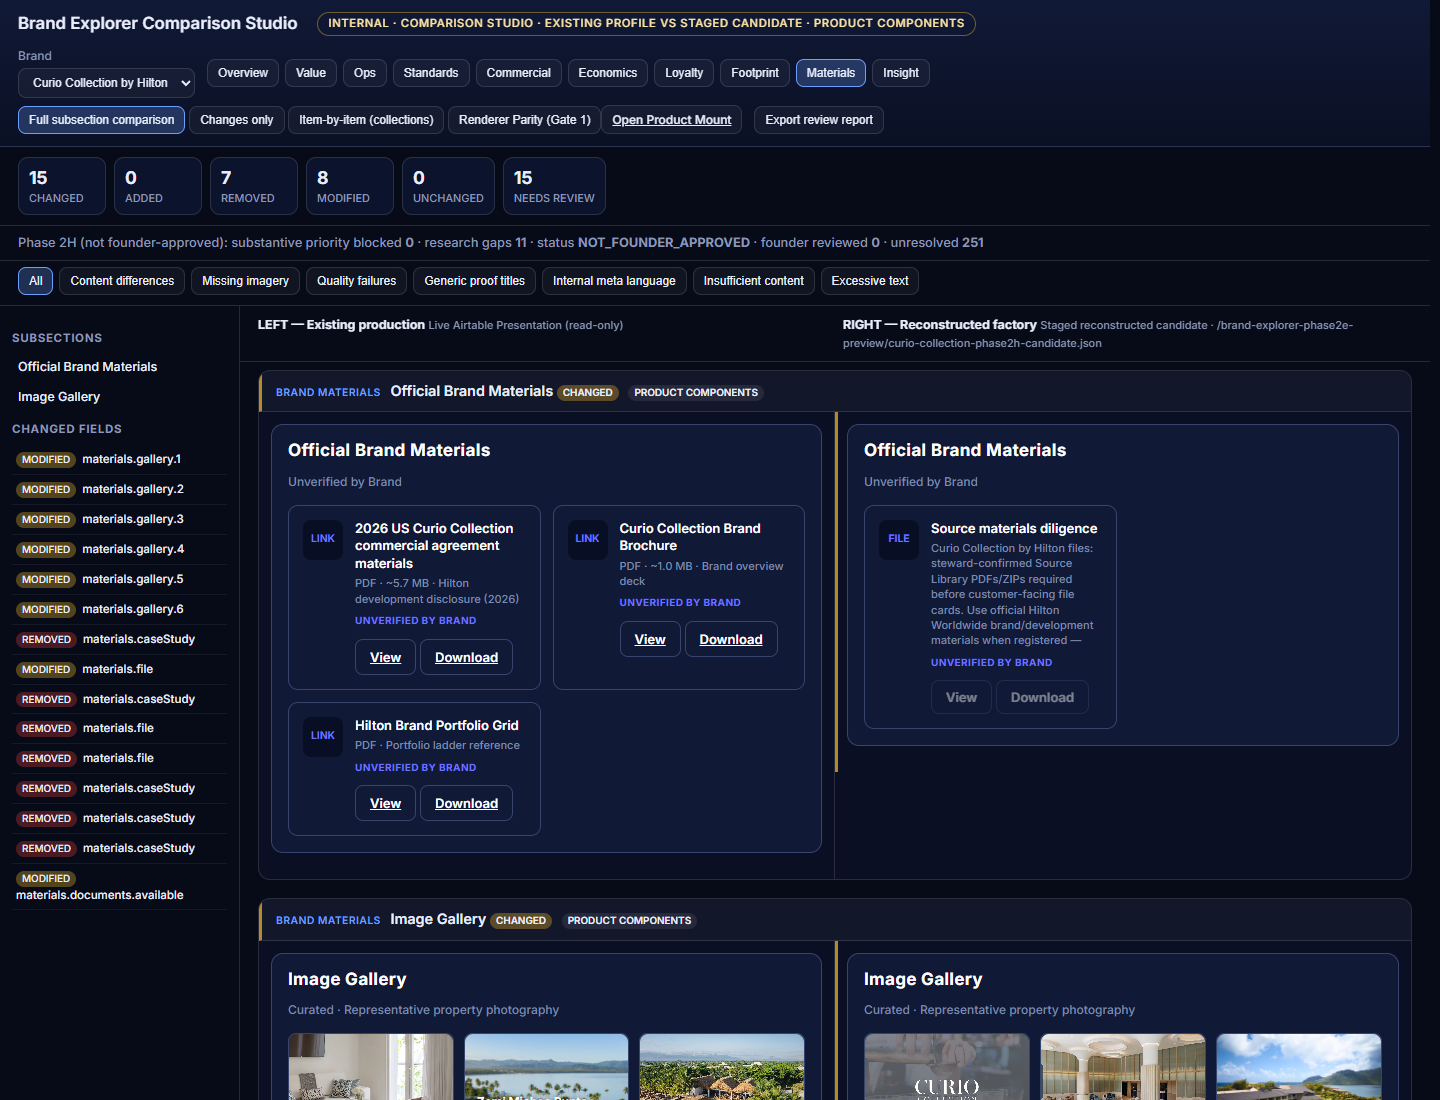 Brand Explorer Comparison Studio
INTERNAL · COMPARISON STUDIO · EXISTING PROFILE VS STAGED CANDIDATE · PRODUCT COMPONENTS
Brand
Curio Collection by Hilton
Overview
Value
Ops
Standards
Commercial
Economics
Loyalty
Footprint
Materials
Insight
Full subsection comparison
Changes only
Item-by-item (collections)
Renderer Parity (Gate 1)
Open Product Mount
Export review report
15
CHANGED
0
ADDED
7
REMOVED
8
MODIFIED
0
UNCHANGED
15
NEEDS REVIEW
Phase 2H (not founder-approved): substantive priority blocked 0 · research gaps 11 · status NOT_FOUNDER_APPROVED · founder reviewed 0 · unresolved 251
All
Content differences
Missing imagery
Quality failures
Generic proof titles
Internal meta language
Insufficient content
Excessive text
SUBSECTIONS
Official Brand Materials
Image Gallery
CHANGED FIELDS
MODIFIED materials.gallery.1
MODIFIED materials.gallery.2
MODIFIED materials.gallery.3
MODIFIED materials.gallery.4
MODIFIED materials.gallery.5
MODIFIED materials.gallery.6
REMOVED materials.caseStudy
MODIFIED materials.file
REMOVED materials.caseStudy
REMOVED materials.file
REMOVED materials.file
REMOVED materials.caseStudy
REMOVED materials.caseStudy
REMOVED materials.caseStudy
MODIFIED
materials.documents.available
LEFT — Existing production Live Airtable Presentation (read-only)
RIGHT — Reconstructed factory Staged reconstructed candidate · /brand-explorer-phase2e-
preview/curio-collection-phase2h-candidate.json
BRAND MATERIALS Official Brand Materials CHANGED PRODUCT COMPONENTS
Official Brand Materials
Unverified by Brand
LINK
2026 US Curio Collection
commercial agreement
materials
PDF · ~5.7 MB · Hilton
development disclosure (2026)
UNVERIFIED BY BRAND
View
Download
LINK
Curio Collection Brand
Brochure
PDF · ~1.0 MB · Brand overview
deck
UNVERIFIED BY BRAND
View
Download
LINK
Hilton Brand Portfolio Grid
PDF · Portfolio ladder reference
UNVERIFIED BY BRAND
View
Download
Official Brand Materials
Unverified by Brand
FILE
Source materials diligence
Curio Collection by Hilton files:
steward-confirmed Source
Library PDFs/ZIPs required
before customer-facing file
cards. Use official Hilton
Worldwide brand/development
materials when registered —
UNVERIFIED BY BRAND
View
Download
BRAND MATERIALS Image Gallery CHANGED PRODUCT COMPONENTS
Image Gallery
Curated · Representative property photography
Image Gallery
Curated · Representative property photography
CURIO